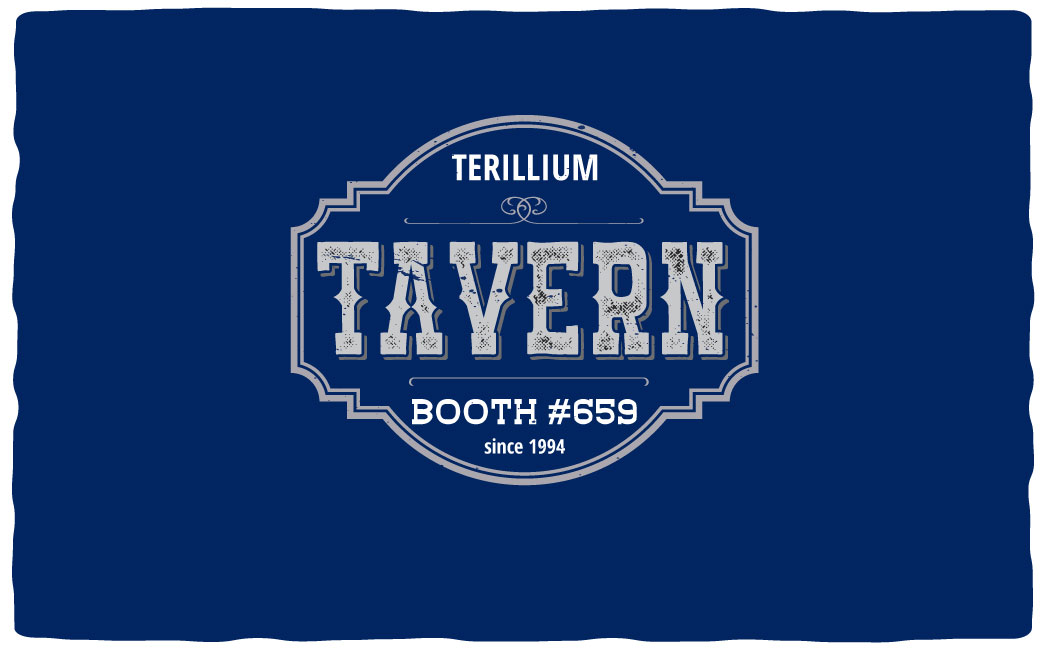 TERILLIUM
TAVERN
BOOTH #659
since 1994